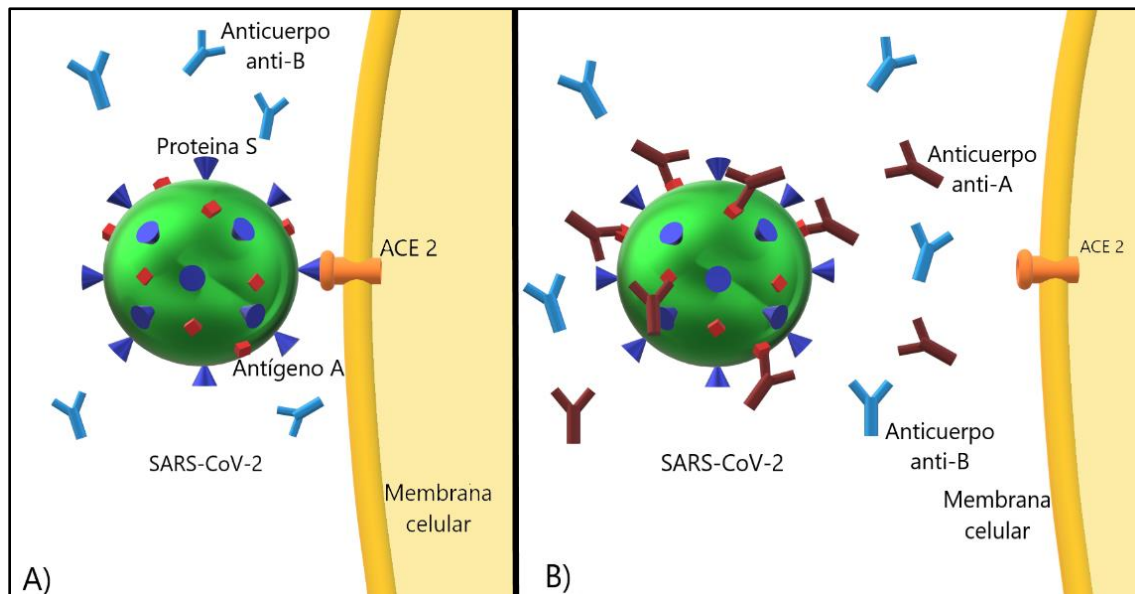 Anticuerpo
anti-B
Proteina S
ACE 2
Antígeno A
SARS-CoV-2
Membrana
celular
A)
Anticuerpo
anti-A
ACE 2
Anticuerpo
anti-B
SARS-CoV-2
Membrana
celular
B)